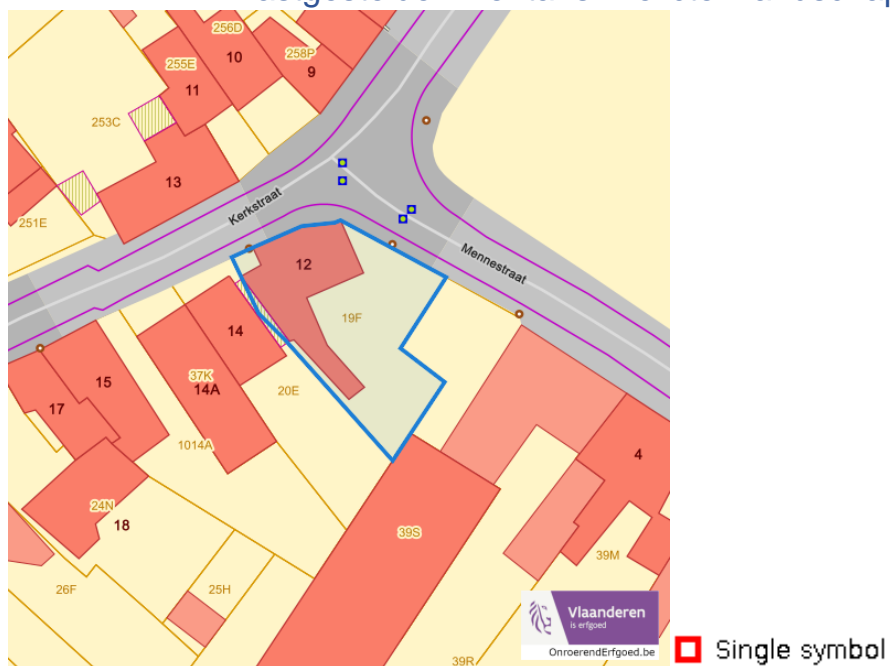 256D
258P
255E
10
9
11
253C
13
Kerkstraat
251E
Mennestraat
12
19F
14
15
37K
14A
17
20E
1014A
4
24N
18
39S
39M
25H
26F
39R
Vlaanderen
is erfgoed
OnroerendErfgoed.be
Single symbol